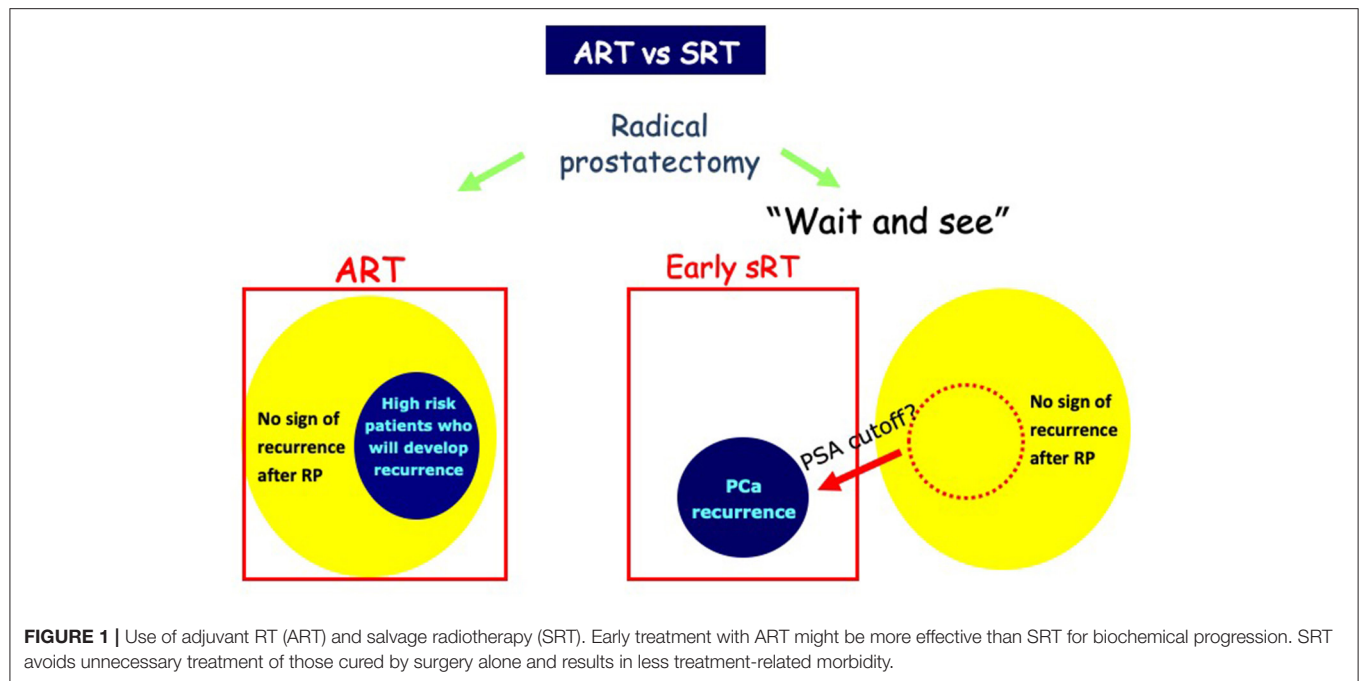 ART vs SRT
Radical
prostatectomy
"Wait and see"
ART
Early sRT
No sign of
recurrence
after RP
High risk
patients who
will develop
recurrence
PSA cutoff?
PCa
recurrence
No sign of
recurrence
after RP
FIGURE 1 | Use of adjuvant RT (ART) and salvage radiotherapy (SRT). Early treatment with ART might be more effective than SRT for biochemical progression. SRT
avoids unnecessary treatment of those cured by surgery alone and results in less treatment-related morbidity.